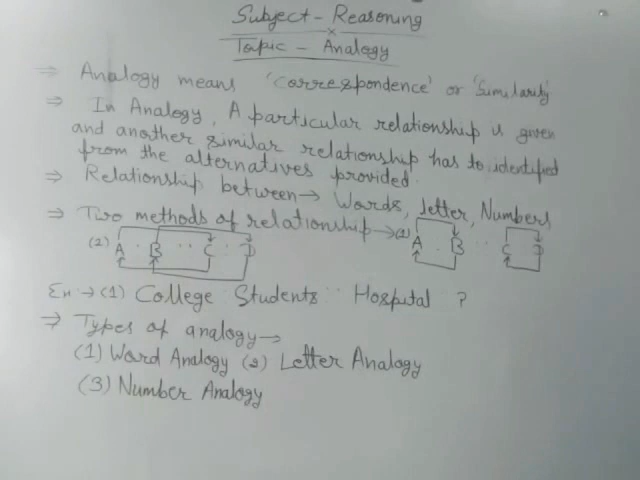 Subject - Reasoning
×
Topic - Analogy
⇒ Analogy means 'Correspondence' or 'Similarity'
⇒ In Analogy, A particular relationship is given
and another similar relationship has to identified
from the alternatives provided.
⇒ Relationship between → Words, letter, Numbers
⇒ Two methods of relationship → (1) A : B :: C : D
(2) A : B :: C : D
Ex → (1) College : Students :: Hospital : ?
⇒ Types of analogy →
(1) Word Analogy (2) Letter Analogy
(3) Number Analogy